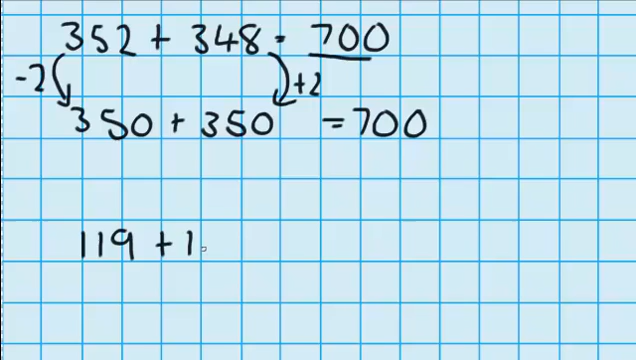 352 + 348 = 700
-2 +2
350 + 350 = 700
119 + 1